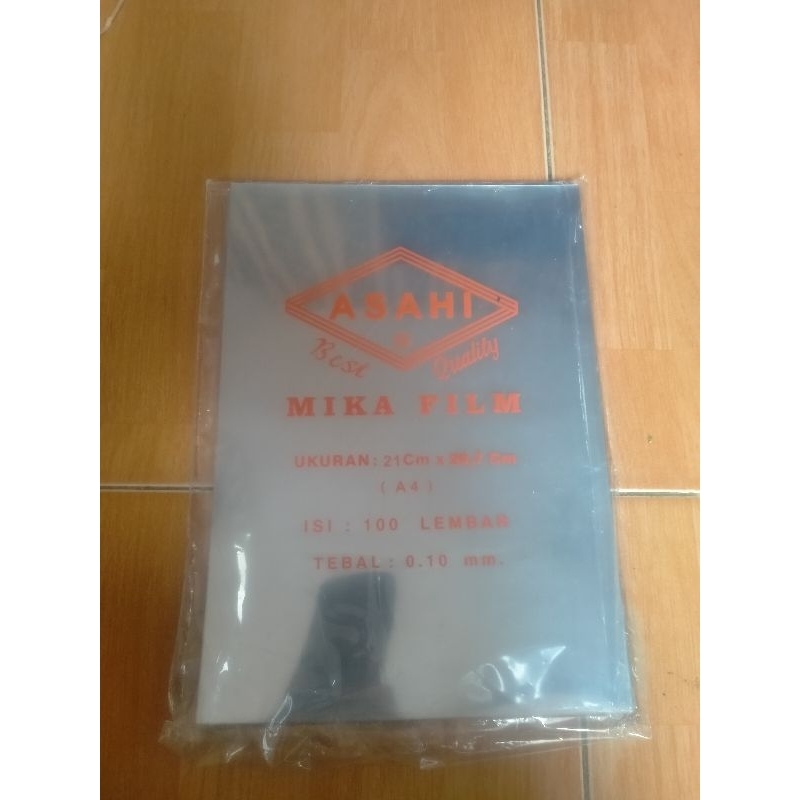 ASAHI
Best Quality
MIKA FILM
UKURAN: 21Cm x
( A4 )
ISI : 100 LEMBAR
TEBAL : 0.10 mm.